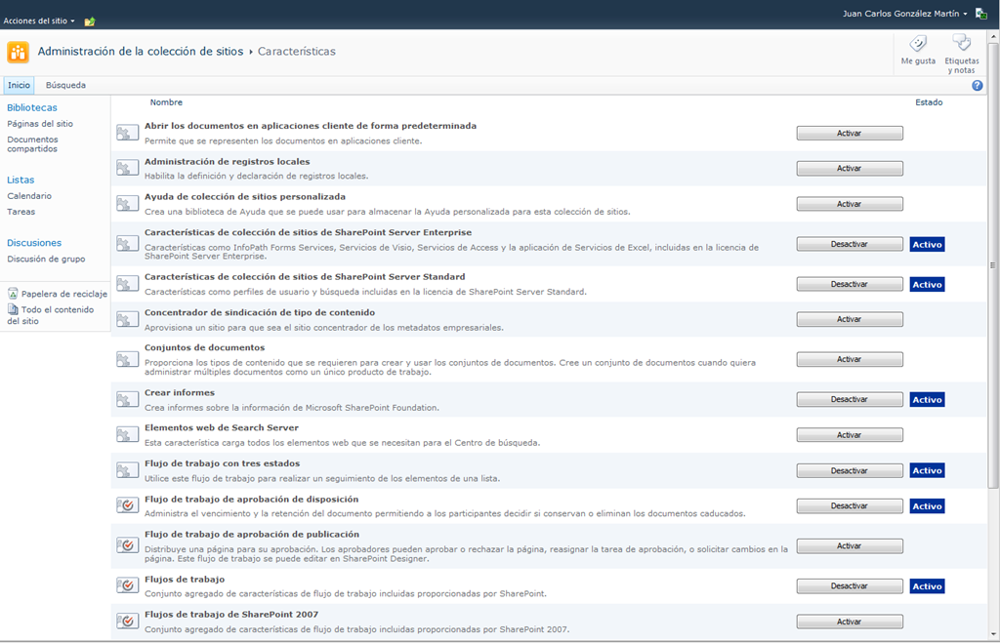 Acciones del sitio
Juan Carlos González Martín
Administración de la colección de sitios › Características
Me gusta
Etiquetas
y notas
Inicio
Búsqueda
Bibliotecas
Páginas del sitio
Documentos
compartidos
Listas
Calendario
Tareas
Discusiones
Discusión de grupo
Papelera de reciclaje
Todo el contenido
del sitio
Nombre
Estado
Abrir los documentos en aplicaciones cliente de forma predeterminada
Permite que se representen los documentos en aplicaciones cliente.
Activar
Administración de registros locales
Habilita la definición y declaración de registros locales.
Activar
Ayuda de colección de sitios personalizada
Crea una biblioteca de Ayuda que se puede usar para almacenar la Ayuda personalizada para esta colección de sitios.
Activar
Características de colección de sitios de SharePoint Server Enterprise
Características como InfoPath Forms Services, Servicios de Visio, Servicios de Access y la aplicación de Servicios de Excel, incluidas en la licencia de
SharePoint Server Enterprise.
Desactivar
Activo
Características de colección de sitios de SharePoint Server Standard
Características como perfiles de usuario y búsqueda incluidas en la licencia de SharePoint Server Standard.
Desactivar
Activo
Concentrador de sindicación de tipo de contenido
Aprovisiona un sitio para que sea el sitio concentrador de los metadatos empresariales.
Activar
Conjuntos de documentos
Proporciona los tipos de contenido que se requieren para crear y usar los conjuntos de documentos. Cree un conjunto de documentos cuando quiera
administrar múltiples documentos como un único producto de trabajo.
Activar
Crear informes
Crea informes sobre la información de Microsoft SharePoint Foundation.
Desactivar
Activo
Elementos web de Search Server
Esta característica carga todos los elementos web que se necesitan para el Centro de búsqueda.
Activar
Flujo de trabajo con tres estados
Utilice este flujo de trabajo para realizar un seguimiento de los elementos de una lista.
Desactivar
Activo
Flujo de trabajo de aprobación de disposición
Administra el vencimiento y la retención del documento permitiendo a los participantes decidir si conservan o eliminan los documentos caducados.
Desactivar
Activo
Flujo de trabajo de aprobación de publicación
Distribuye una página para su aprobación. Los aprobadores pueden aprobar o rechazar la página, reasignar la tarea de aprobación, o solicitar cambios en la
página. Este flujo de trabajo se puede editar en SharePoint Designer.
Activar
Flujos de trabajo
Conjunto agregado de características de flujo de trabajo incluidas proporcionadas por SharePoint.
Desactivar
Activo
Flujos de trabajo de SharePoint 2007
Conjunto agregado de características de flujo de trabajo incluidas proporcionadas por SharePoint 2007.
Activar